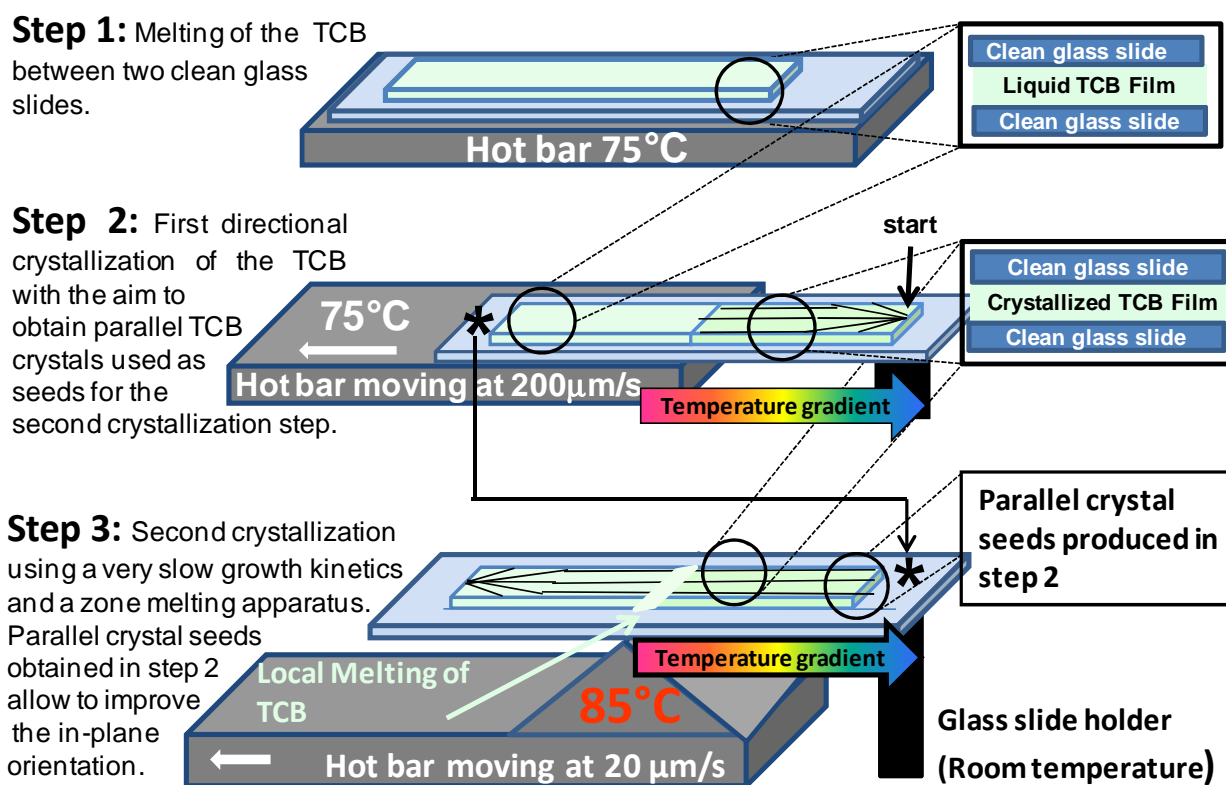 Step 1: Melting of the TCB
between two clean glass
slides.
Hot bar 75°C
Clean glass slide
Liquid TCB Film
Clean glass slide
Step 2: First directional
crystallization of the TCB
with the aim to
obtain parallel TCB
crystals used as
seeds for the
second crystallization step.
start
75°C
*
Hot bar moving at 200μm/s
Temperature gradient
Clean glass slide
Crystallized TCB Film
Clean glass slide
Step 3: Second crystallization
using a very slow growth kinetics
and a zone melting apparatus.
Parallel crystal seeds
obtained in step 2
allow to improve
the in-plane
orientation.
*
Parallel crystal
seeds produced in
step 2
Temperature gradient
Local Melting of
TCB
85°C
Hot bar moving at 20 μm/s
Glass slide holder
(Room temperature)